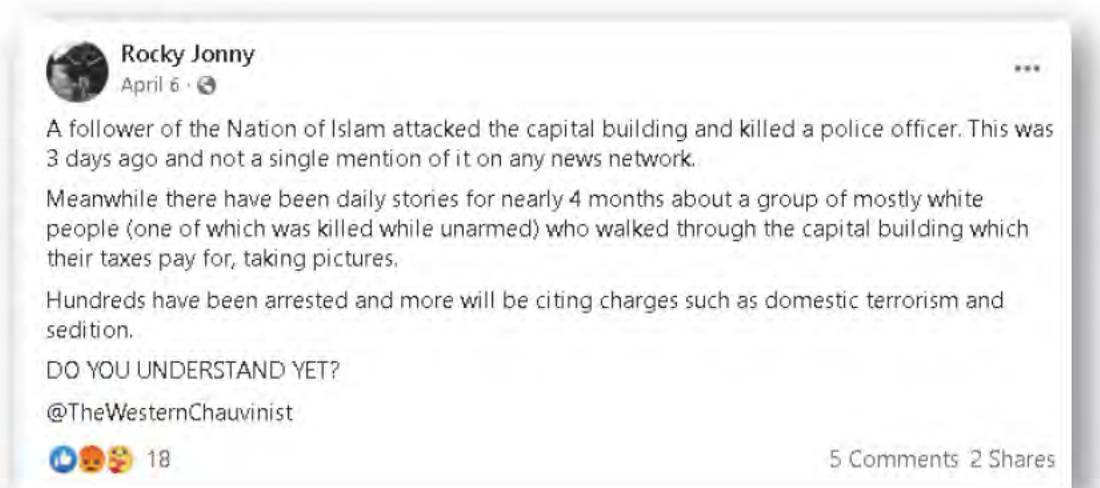 Rocky Jonny
April 6 ·
...
A follower of the Nation of Islam attacked the capital building and killed a police officer. This was
3 days ago and not a single mention of it on any news network.
Meanwhile there have been daily stories for nearly 4 months about a group of mostly white
people (one of which was killed while unarmed) who walked through the capital building which
their taxes pay for, taking pictures.
Hundreds have been arrested and more will be citing charges such as domestic terrorism and
sedition.
DO YOU UNDERSTAND YET?
@TheWesternChauvinist
18
5 Comments 2 Shares